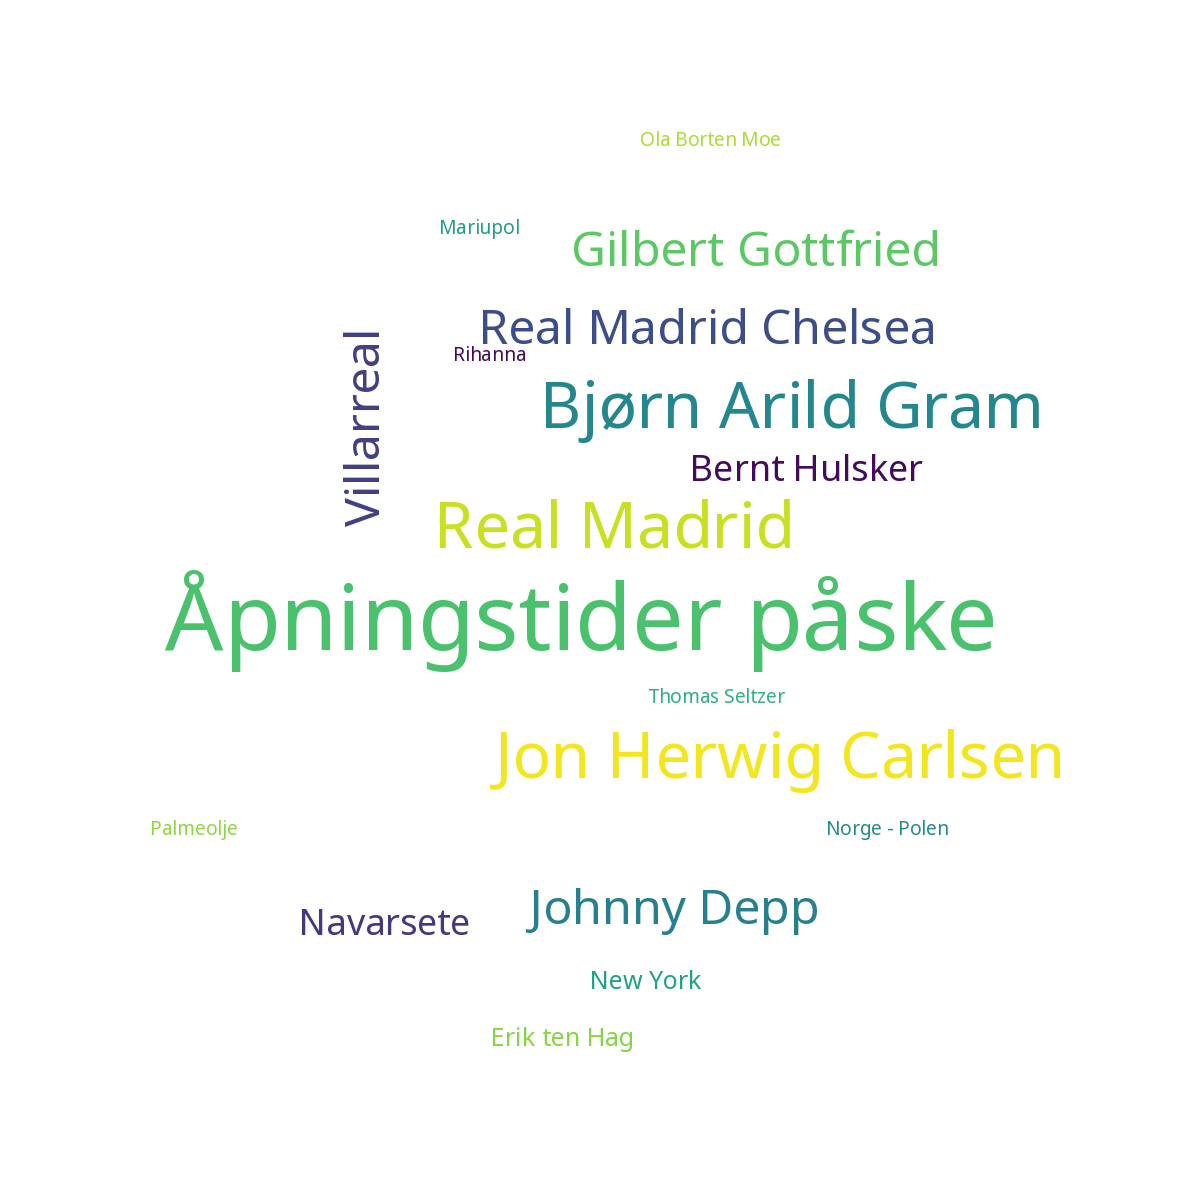 Ola Borten Moe
Mariupol
Gilbert Gottfried
Real Madrid Chelsea
Rihanna
Villarreal
Bjørn Arild Gram
Bernt Hulsker
Real Madrid
Åpningstider påske
Thomas Seltzer
Jon Herwig Carlsen
Palmeolje
Norge - Polen
Johnny Depp
Navarsete
New York
Erik ten Hag